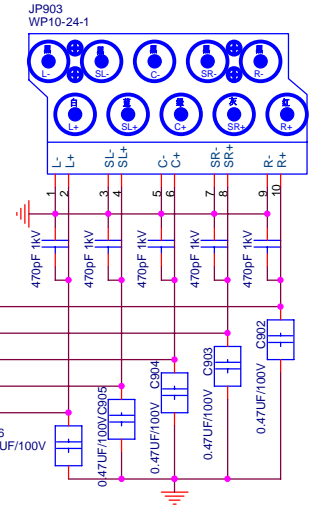 JP903
WP10-24-1
黑 黑 黑 黑 黑
L- SL- C- SR- R-
白 蓝 绿 灰 红
L+ SL+ C+ SR+ R+
L- L+ SL- SL+ C- C+ SR- SR+ R- R+
1 2 3 4 5 6 7 8 9 10
470pF 1kV 470pF 1kV 470pF 1kV 470pF 1kV 470pF 1kV
C902
0.47UF/100V
C903
0.47UF/100V
C904
0.47UF/100V
C905
0.47UF/100V
6
UF/100V